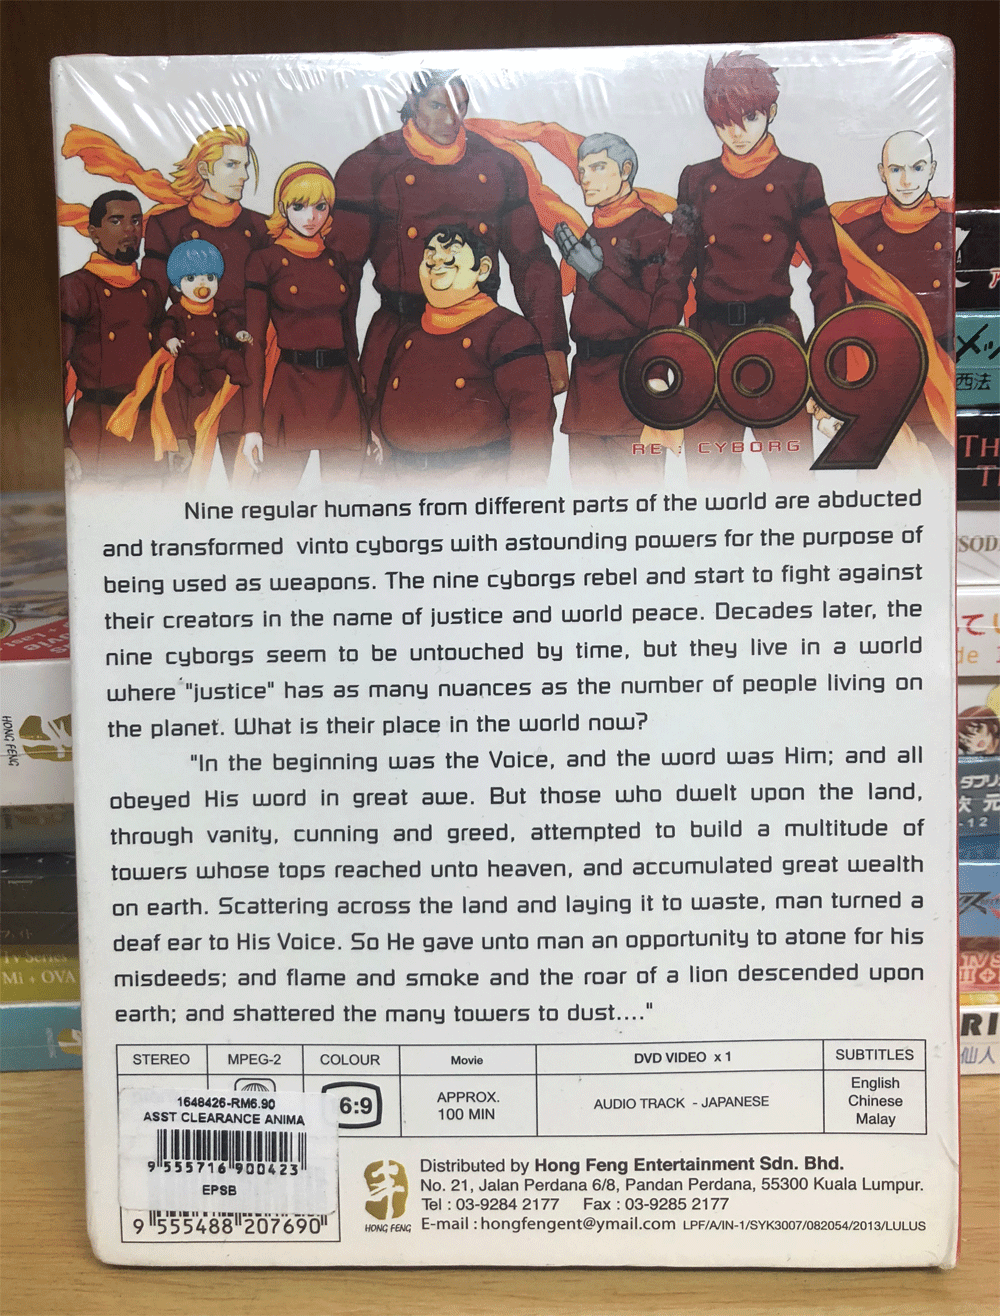 009
RE : CYBORG
Nine regular humans from different parts of the world are abducted
and transformed vinto cyborgs with astounding powers for the purpose of
being used as weapons. The nine cyborgs rebel and start to fight against
their creators in the name of justice and world peace. Decades later, the
nine cyborgs seem to be untouched by time, but they live in a world
where "justice" has as many nuances as the number of people living on
the planet. What is their place in the world now?
"In the beginning was the Voice, and the word was Him; and all
obeyed His word in great awe. But those who dwelt upon the land,
through vanity, cunning and greed, attempted to build a multitude of
towers whose tops reached unto heaven, and accumulated great wealth
on earth. Scattering across the land and laying it to waste, man turned a
deaf ear to His Voice. So He gave unto man an opportunity to atone for his
misdeeds; and flame and smoke and the roar of a lion descended upon
earth; and shattered the many towers to dust...."
STEREO MPEG-2 COLOUR Movie DVD VIDEO x 1 SUBTITLES
6:9 APPROX. 100 MIN AUDIO TRACK - JAPANESE English
Chinese
Malay
1648426-RM6.90
ASST CLEARANCE ANIMA
9 555716 900423
EPSB
9 555488 207690
HONG FENG
Distributed by Hong Feng Entertainment Sdn. Bhd.
No. 21, Jalan Perdana 6/8, Pandan Perdana, 55300 Kuala Lumpur.
Tel : 03-9284 2177 Fax : 03-9285 2177
E-mail : hongfengent@ymail.com LPF/A/IN-1/SYK3007/082054/2013/LULUS
HONG FENG
TV Series
Mi + OVA
西法
仙人